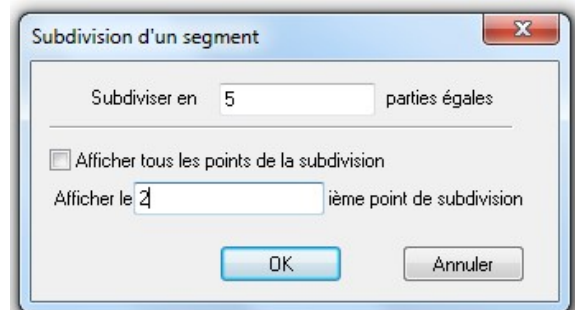 Subdivision d'un segment
Subdiviser en 5 parties égales
Afficher tous les points de la subdivision
Afficher le 2 ième point de subdivision
OK Annuler